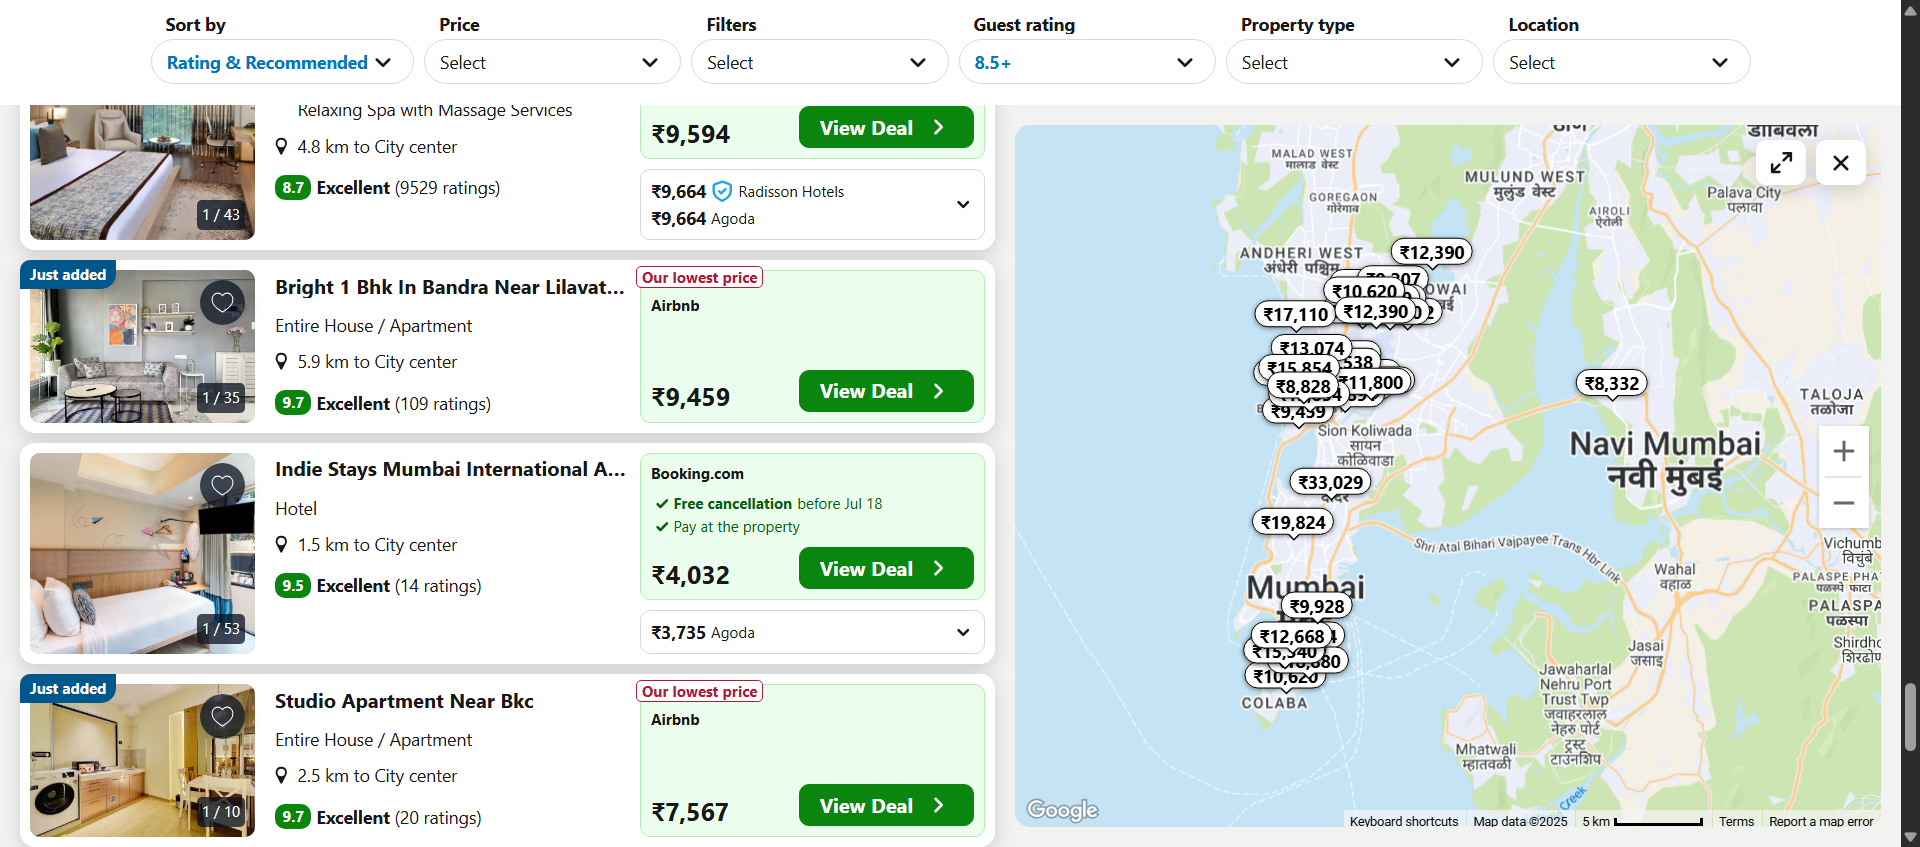 Sort by
Price
Filters
Guest rating
Property type
Location
Rating & Recommended
Select
Select
8.5+
Select
Select
Relaxing Spa with Massage Services
4.8 km to City center
8.7 Excellent (9529 ratings)
1 / 43
₹9,594
View Deal
₹9,664 Radisson Hotels
₹9,664 Agoda
Just added
Bright 1 Bhk In Bandra Near Lilavat...
Entire House / Apartment
5.9 km to City center
9.7 Excellent (109 ratings)
1 / 35
Our lowest price
Airbnb
₹9,459
View Deal
Indie Stays Mumbai International A...
Hotel
1.5 km to City center
9.5 Excellent (14 ratings)
1 / 53
Booking.com
Free cancellation before Jul 18
Pay at the property
₹4,032
View Deal
₹3,735 Agoda
Just added
Studio Apartment Near Bkc
Entire House / Apartment
2.5 km to City center
9.7 Excellent (20 ratings)
1 / 10
Our lowest price
Airbnb
₹7,567
View Deal
डोंबिवली
MALAD WEST
मालाड वेस्ट
MULUND WEST
मुलुंड वेस्ट
Palava City
पलावा
GOREGAON
गोरेगाव
AIROLI
ऐरोली
ANDHERI WEST
अंधेरी पश्चिम
₹12,390
₹10,620
₹12,390
₹17,110
₹13,074
₹15,854
₹8,828
₹11,800
₹9,459
₹8,332
TALOJA
तळोजा
Sion Koliwada
सायन
कोळिवाडा
Navi Mumbai
नवी मुंबई
₹33,029
₹19,824
Shri Atal Bihari Vajpayee Trans Hbr Link
Vichumb
विचुंबे
Wahal
वहाळ
PALASPE PHA
पळस्पे फाटा
PALASPA
पळस्पा
Mumbai
₹9,928
₹12,668
₹15,340
₹10,620
COLABA
Jasai
जसाई
Shirdho
शिरढोण
Jawaharlal
Nehru Port
Trust Twp
जवाहरलाल
नेहरू पोर्ट
ट्रस्ट
टाउनशिप
Mhatwali
म्हातवळी
Creek
Google
Keyboard shortcuts
Map data ©2025
5 km
Terms
Report a map error